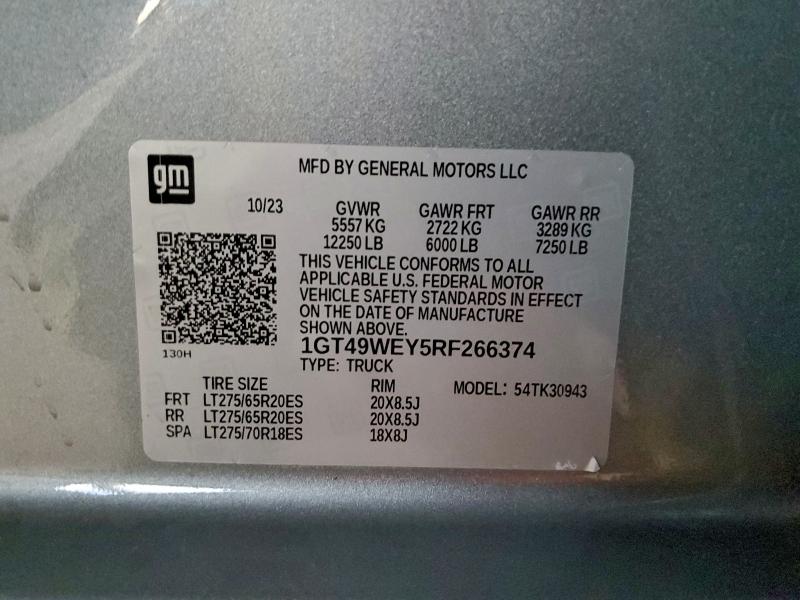 gm
MFD BY GENERAL MOTORS LLC
10/23
GVWR GAWR FRT GAWR RR
5557 KG 2722 KG 3289 KG
12250 LB 6000 LB 7250 LB
THIS VEHICLE CONFORMS TO ALL
APPLICABLE U.S. FEDERAL MOTOR
VEHICLE SAFETY STANDARDS IN EFFECT
ON THE DATE OF MANUFACTURE
SHOWN ABOVE.
130H
1GT49WEY5RF266374
TYPE: TRUCK
TIRE SIZE RIM MODEL: 54TK30943
FRT LT275/65R20ES 20X8.5J
RR LT275/65R20ES 20X8.5J
SPA LT275/70R18ES 18X8J